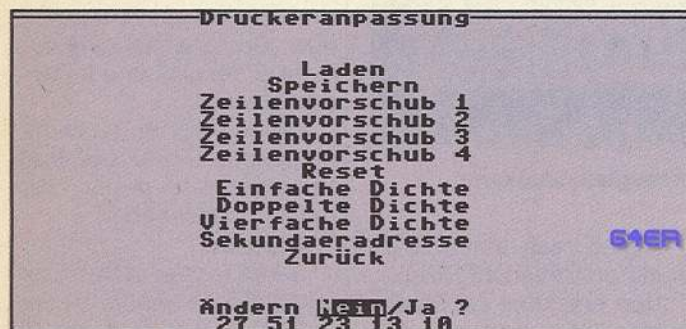 Druckeranpassung
Laden
Speichern
Zeilenvorschub 1
Zeilenvorschub 2
Zeilenvorschub 3
Zeilenvorschub 4
Reset
Einfache Dichte
Doppelte Dichte
Vierfache Dichte
Sekundaeradresse
Zurück
64ER
Ändern Nein/Ja ?
27 51 23 13 10